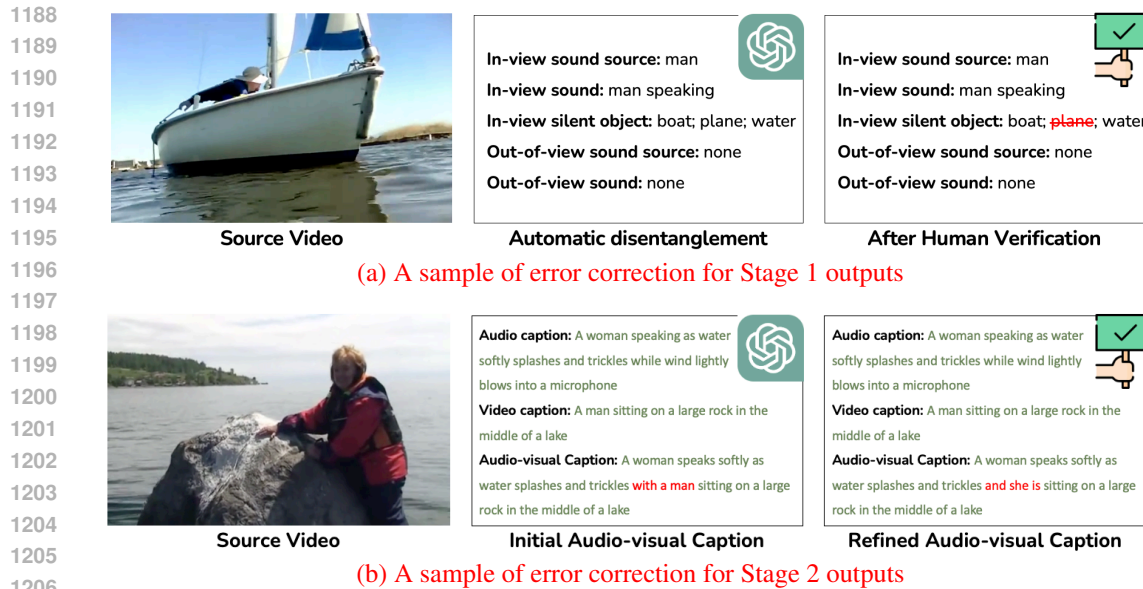 1188
1189
1190
1191
1192
1193
1194
1195
1196
1197
1198
1199
1200
1201
1202
1203
1204
1205
1206
In-view sound source: man
In-view sound: man speaking
In-view silent object: boat; plane; water
Out-of-view sound source: none
Out-of-view sound: none
In-view sound source: man
In-view sound: man speaking
In-view silent object: boat; plane; water
Out-of-view sound source: none
Out-of-view sound: none
Source Video
Automatic disentanglement
After Human Verification
(a) A sample of error correction for Stage 1 outputs
Audio caption: A woman speaking as water
softly splashes and trickles while wind lightly
blows into a microphone
Video caption: A man sitting on a large rock in the
middle of a lake
Audio-visual Caption: A woman speaks softly as
water splashes and trickles with a man sitting on a large
rock in the middle of a lake
Audio caption: A woman speaking as water
softly splashes and trickles while wind lightly
blows into a microphone
Video caption: A man sitting on a large rock in the
middle of a lake
Audio-visual Caption: A woman speaks softly as
water splashes and trickles and she is sitting on a large
rock in the middle of a lake
Source Video
Initial Audio-visual Caption
Refined Audio-visual Caption
(b) A sample of error correction for Stage 2 outputs